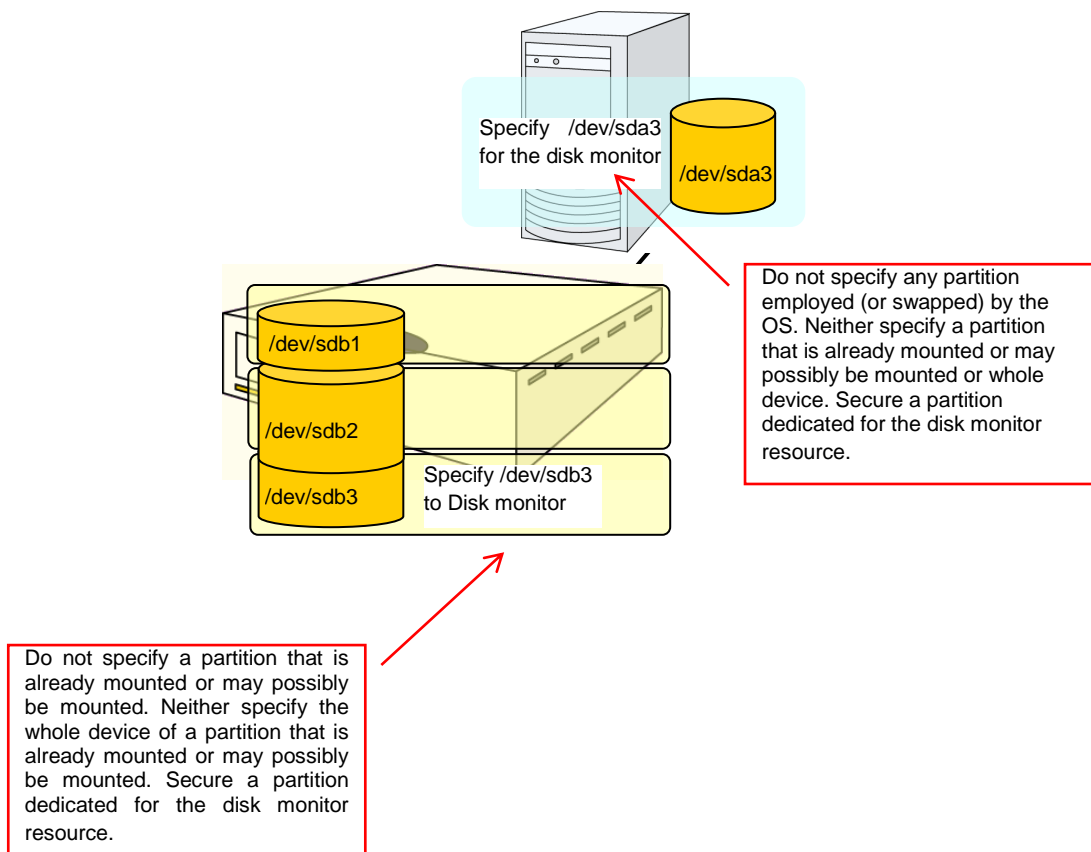 Specify /dev/sda3
for the disk monitor
/dev/sda3
Do not specify any partition
employed (or swapped) by the
OS. Neither specify a partition
that is already mounted or may
possibly be mounted or whole
device. Secure a partition
dedicated for the disk monitor
resource.
/dev/sdb1
/dev/sdb2
/dev/sdb3
Specify /dev/sdb3
to Disk monitor
Do not specify a partition that is
already mounted or may possibly
be mounted. Neither specify the
whole device of a partition that is
already mounted or may possibly
be mounted. Secure a partition
dedicated for the disk monitor
resource.